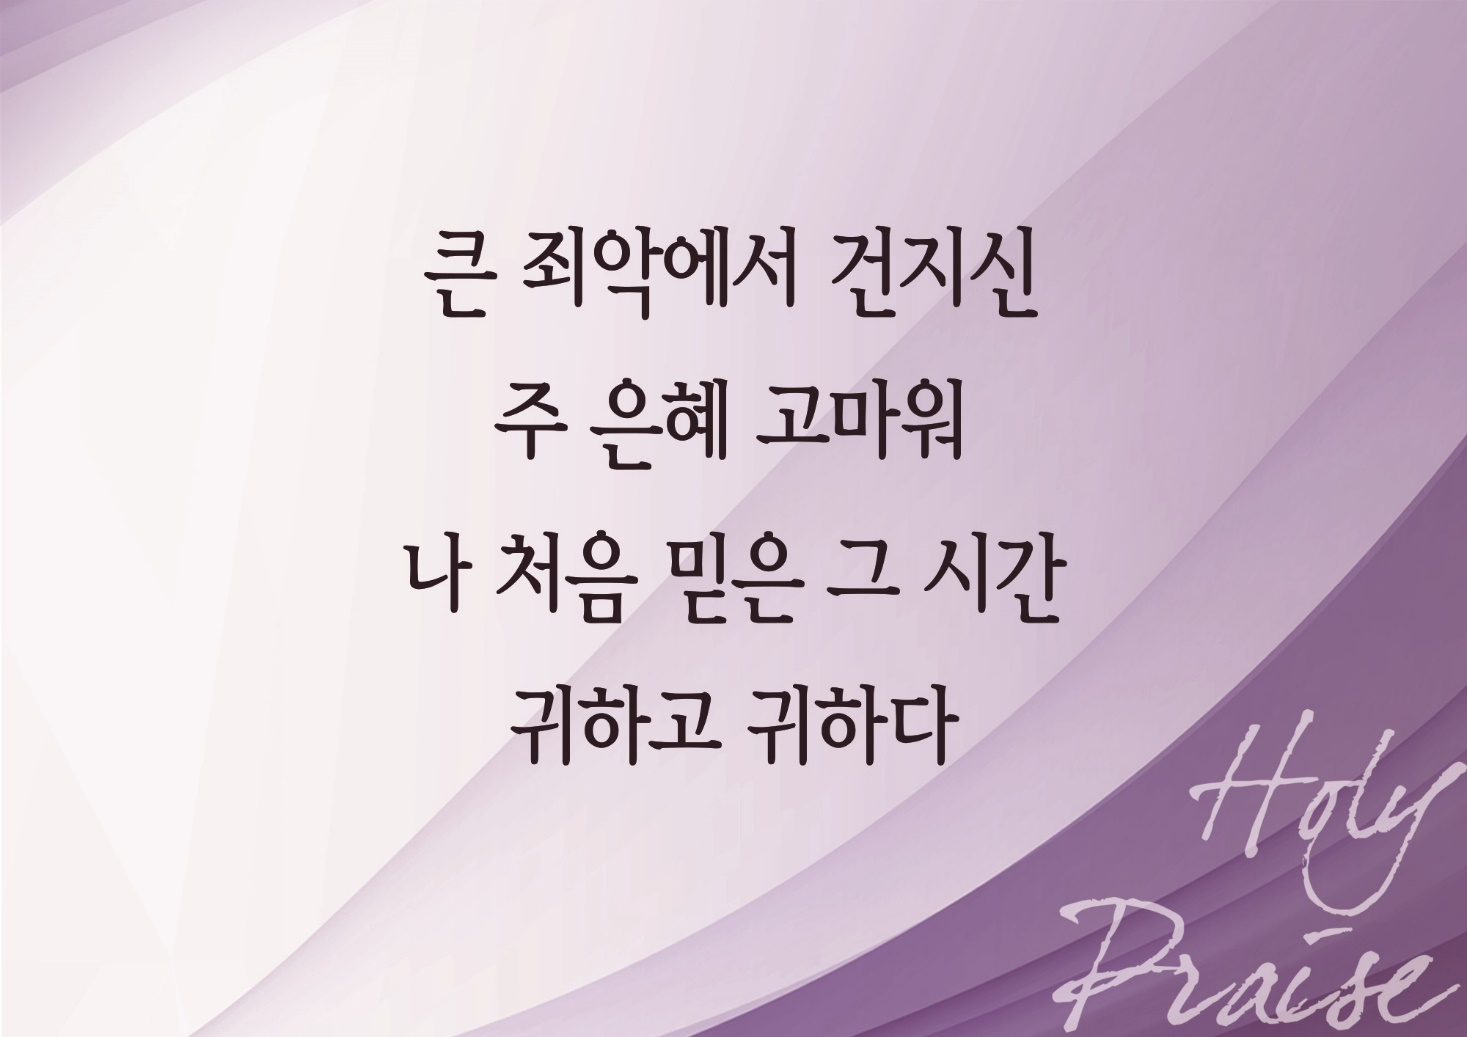 큰 죄악에서 건지신
주 은혜 고마워
나 처음 믿은 그 시간
귀하고 귀하다
Holy
Praise